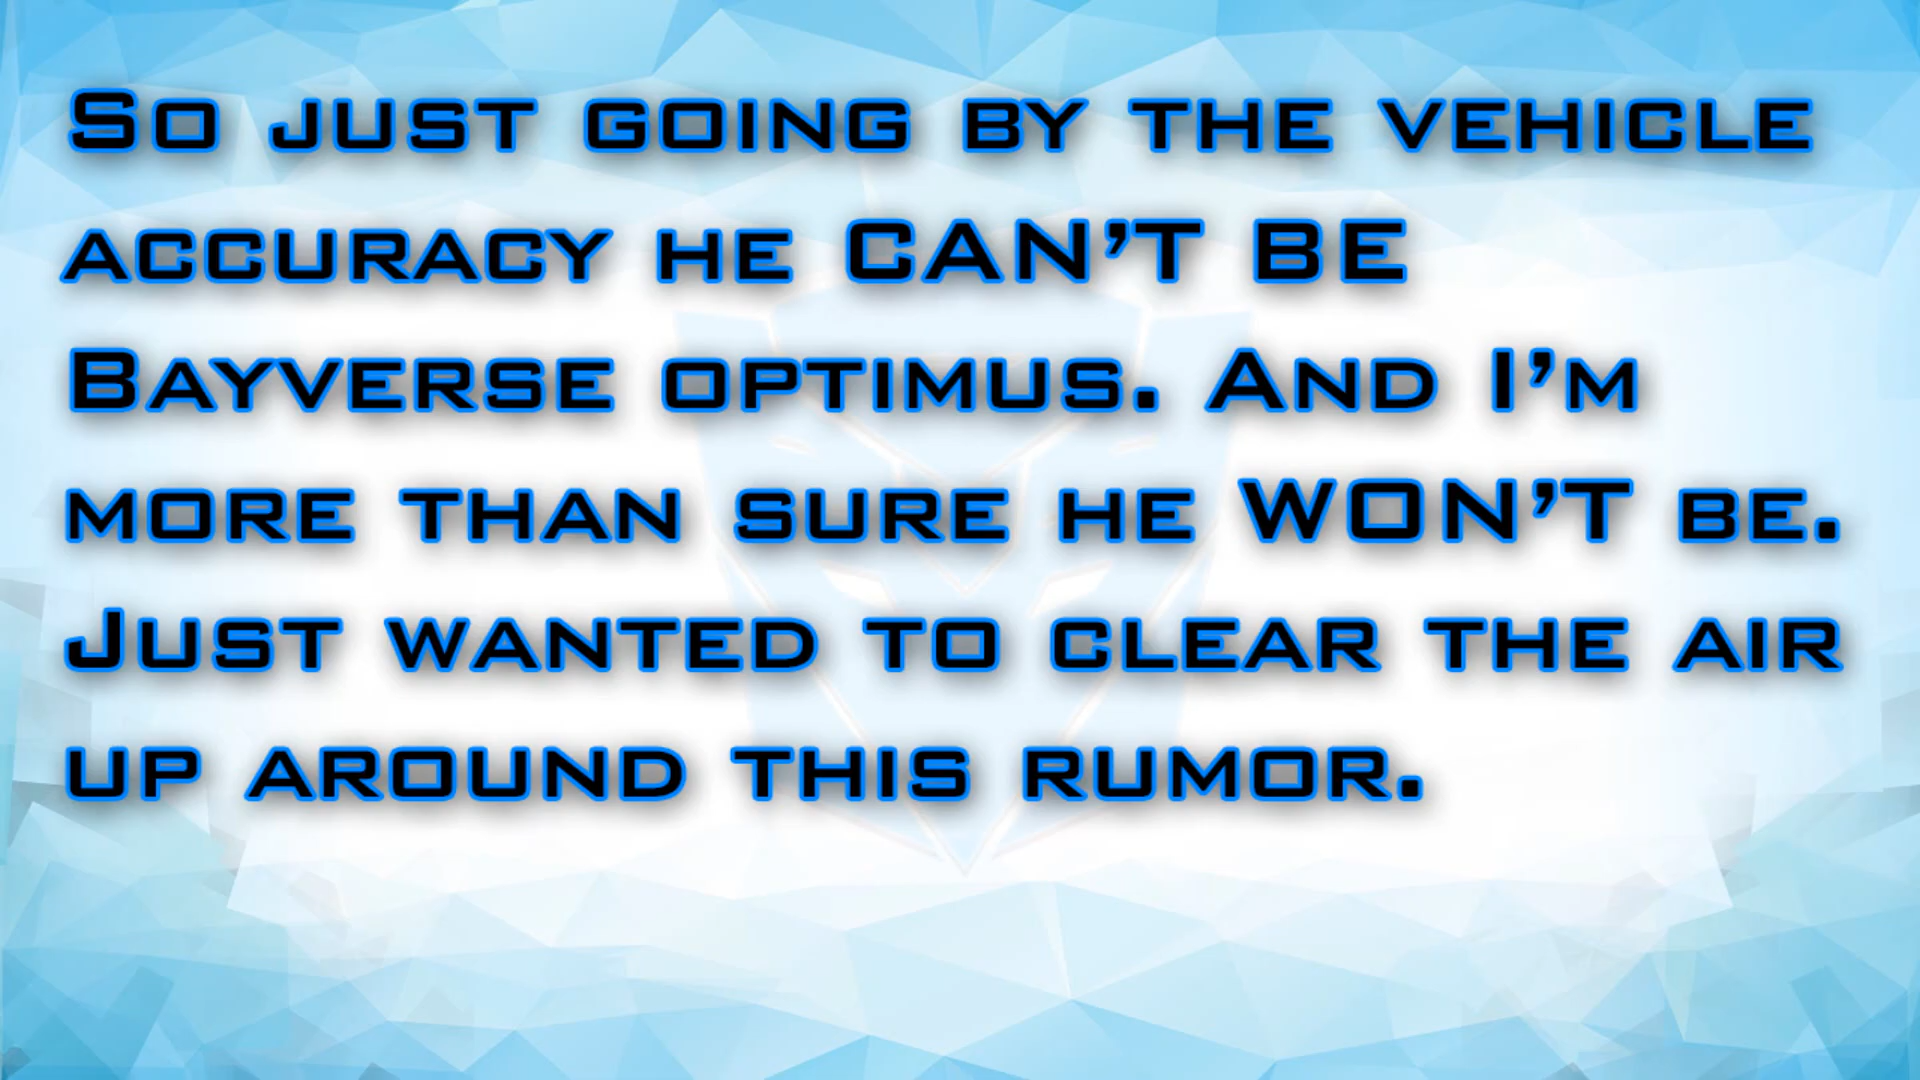 So just going by the vehicle
accuracy he CAN'T BE
Bayverse optimus. And I'm
more than sure he WON'T be.
Just wanted to clear the air
up around this rumor.